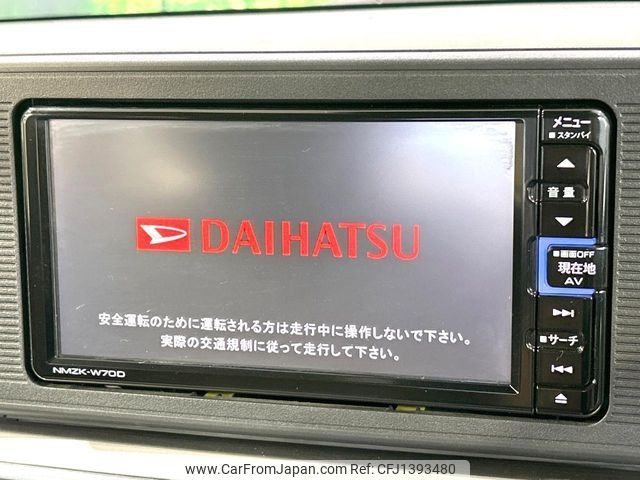 DAIHATSU
安全運転のために運転される方は走行中に操作しないで下さい。
実際の交通規制に従って走行して下さい。
NMZK-W70D
メニュー
■スタンバイ
音量
■画面OFF
現在地
AV
■サーチ
www.CarFromJapan.com - CFJ1393480